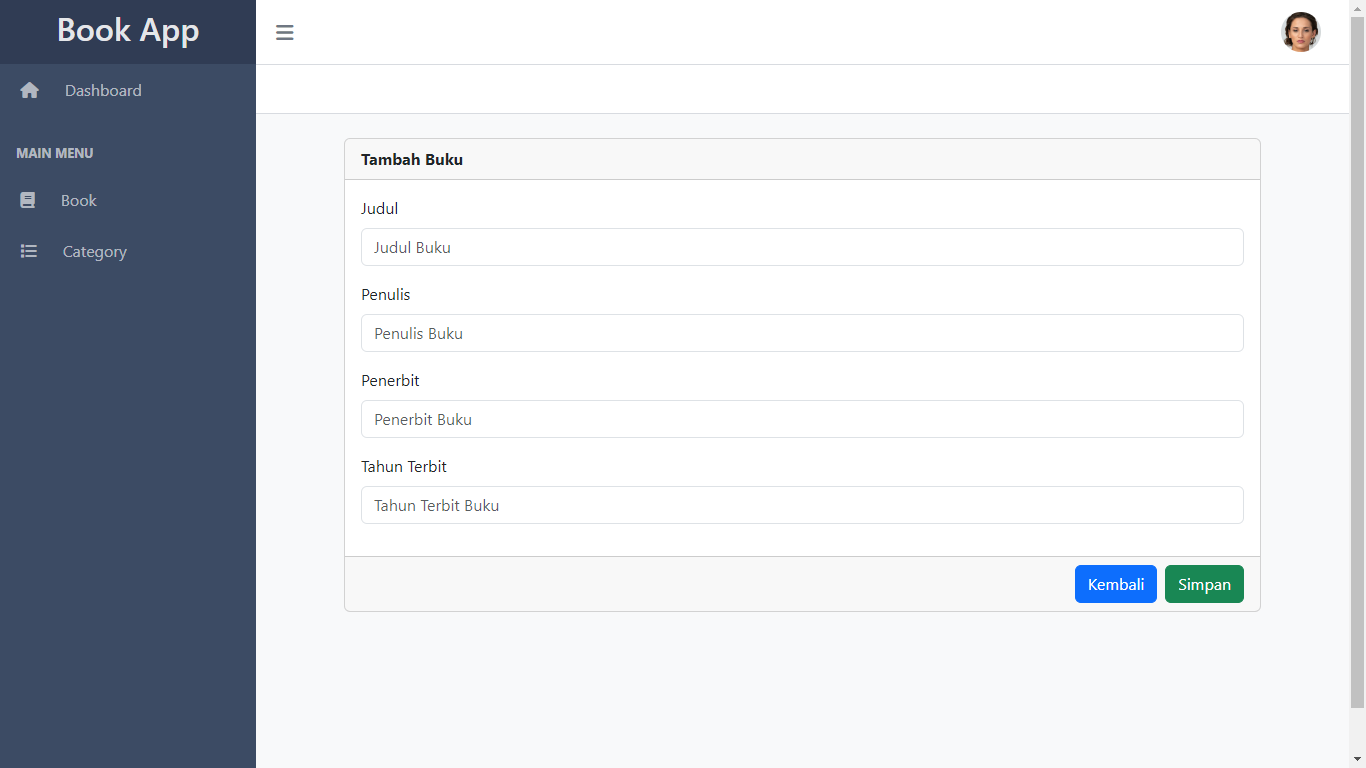 Book App
Dashboard
MAIN MENU
Book
Category
Tambah Buku
Judul
Judul Buku
Penulis
Penulis Buku
Penerbit
Penerbit Buku
Tahun Terbit
Tahun Terbit Buku
Kembali Simpan